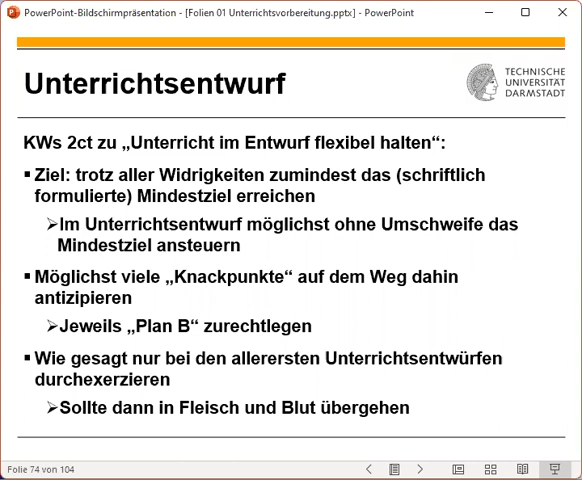 PowerPoint-Bildschirmpräsentation - [Folien 01 Unterrichtsvorbereitung.pptx] - PowerPoint
Unterrichtsentwurf
TECHNISCHE
UNIVERSITÄT
DARMSTADT
KWs 2ct zu „Unterricht im Entwurf flexibel halten“:
▪ Ziel: trotz aller Widrigkeiten zumindest das (schriftlich
formulierte) Mindestziel erreichen
➢Im Unterrichtsentwurf möglichst ohne Umschweife das
Mindestziel ansteuern
▪ Möglichst viele „Knackpunkte“ auf dem Weg dahin
antizipieren
➢Jeweils „Plan B“ zurechtlegen
▪ Wie gesagt nur bei den allerersten Unterrichtsentwürfen
durchexerzieren
➢Sollte dann in Fleisch und Blut übergehen
Folie 74 von 104